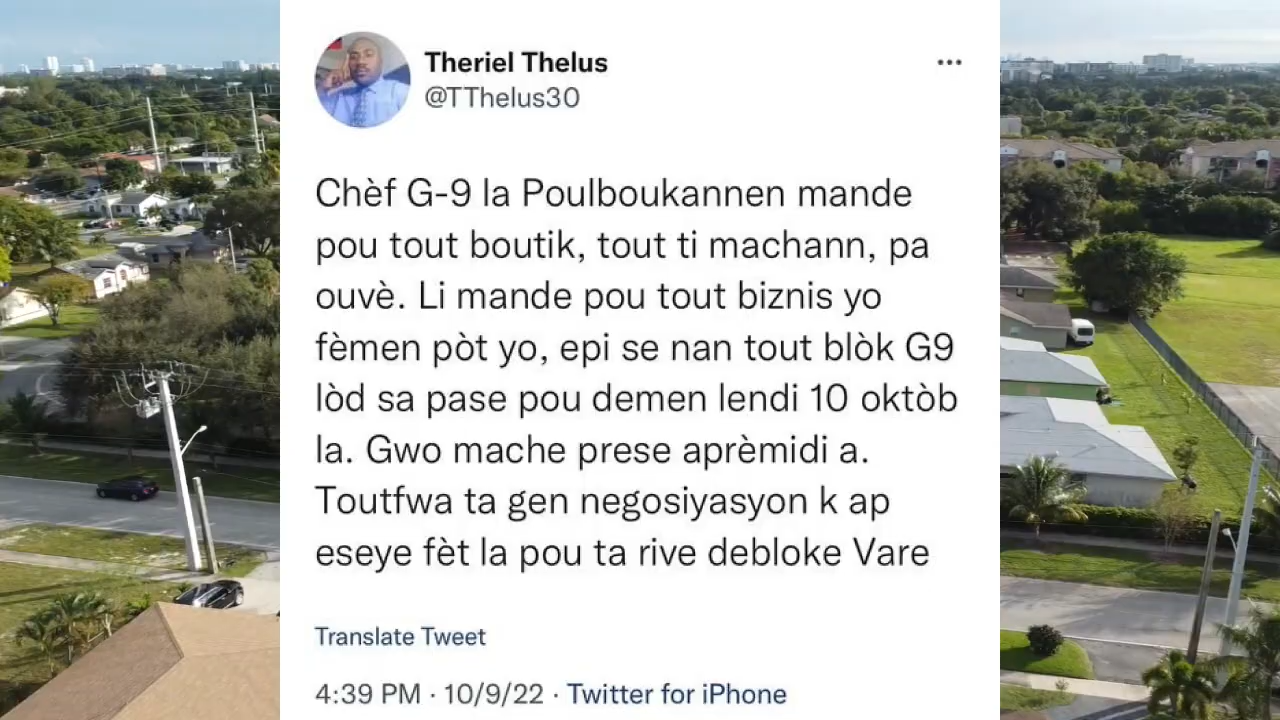 Theriel Thelus
@TThelus30
Chèf G-9 la Poulboukannen mande
pou tout boutik, tout ti machann, pa
ouvè. Li mande pou tout biznis yo
fèmen pòt yo, epi se nan tout blòk G9
lòd sa pase pou demen lendi 10 oktòb
la. Gwo mache prese aprèmidi a.
Toutfwa ta gen negosiyasyon k ap
eseye fèt la pou ta rive debloke Vare
Translate Tweet
4:39 PM · 10/9/22 · Twitter for iPhone